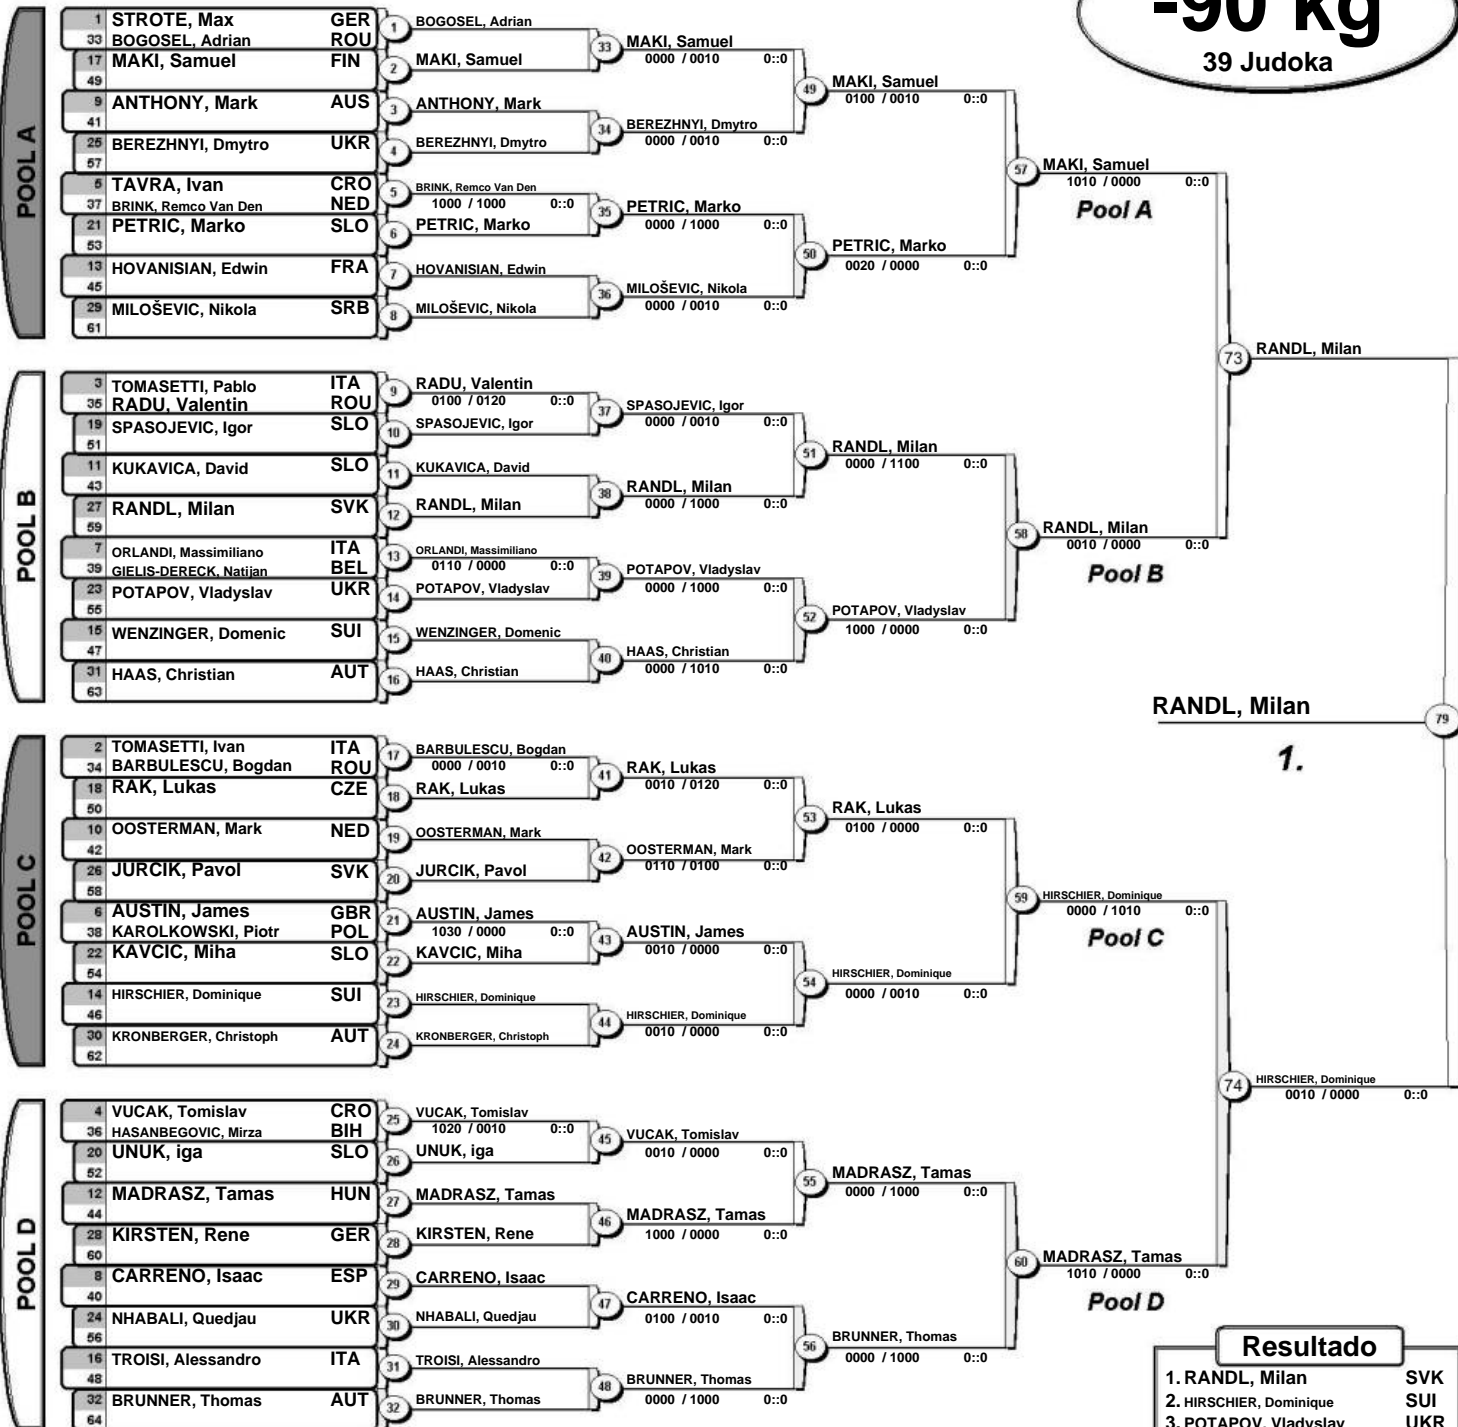 -90 kg
39 Judoka
POOL A
1 STROTE, Max GER
33 BOGOSEL, Adrian ROU
17 MAKI, Samuel FIN
49
9 ANTHONY, Mark AUS
41
25 BEREZHNYI, Dmytro UKR
57
5 TAVRA, Ivan CRO
37 BRINK, Remco Van Den NED
21 PETRIC, Marko SLO
53
13 HOVANISIAN, Edwin FRA
45
29 MILOŠEVIC, Nikola SRB
61
1 BOGOSEL, Adrian
2 MAKI, Samuel
3 ANTHONY, Mark
4 BEREZHNYI, Dmytro
5 BRINK, Remco Van Den
1000 / 1000 0::0
6 PETRIC, Marko
7 HOVANISIAN, Edwin
8 MILOŠEVIC, Nikola
33 MAKI, Samuel
0000 / 0010 0::0
34 BEREZHNYI, Dmytro
0000 / 0010 0::0
35 PETRIC, Marko
0000 / 1000 0::0
36 MILOŠEVIC, Nikola
0000 / 0010 0::0
49 MAKI, Samuel
0100 / 0010 0::0
50 PETRIC, Marko
0020 / 0000 0::0
57 MAKI, Samuel
1010 / 0000 0::0
Pool A
POOL B
3 TOMASETTI, Pablo ITA
35 RADU, Valentin ROU
19 SPASOJEVIC, Igor SLO
51
11 KUKAVICA, David SLO
43
27 RANDL, Milan SVK
59
7 ORLANDI, Massimiliano ITA
39 GIELIS-DERECK, Natijan BEL
23 POTAPOV, Vladyslav UKR
55
15 WENZINGER, Domenic SUI
47
31 HAAS, Christian AUT
63
9 RADU, Valentin
0100 / 0120 0::0
10 SPASOJEVIC, Igor
11 KUKAVICA, David
12 RANDL, Milan
13 ORLANDI, Massimiliano
0110 / 0000 0::0
14 POTAPOV, Vladyslav
15 WENZINGER, Domenic
16 HAAS, Christian
37 SPASOJEVIC, Igor
0000 / 0010 0::0
38 RANDL, Milan
0000 / 1000 0::0
39 POTAPOV, Vladyslav
0000 / 1000 0::0
40 HAAS, Christian
0000 / 1010 0::0
51 RANDL, Milan
0000 / 1100 0::0
52 POTAPOV, Vladyslav
1000 / 0000 0::0
58 RANDL, Milan
0010 / 0000 0::0
Pool B
73 RANDL, Milan
RANDL, Milan 79
1.
POOL C
2 TOMASETTI, Ivan ITA
34 BARBULESCU, Bogdan ROU
18 RAK, Lukas CZE
50
10 OOSTERMAN, Mark NED
42
26 JURCIK, Pavol SVK
58
6 AUSTIN, James GBR
38 KAROLKOWSKI, Piotr POL
22 KAVCIC, Miha SLO
54
14 HIRSCHIER, Dominique SUI
46
30 KRONBERGER, Christoph AUT
62
17 BARBULESCU, Bogdan
0000 / 0010 0::0
18 RAK, Lukas
19 OOSTERMAN, Mark
20 JURCIK, Pavol
21 AUSTIN, James
1030 / 0000 0::0
22 KAVCIC, Miha
23 HIRSCHIER, Dominique
24 KRONBERGER, Christoph
41 RAK, Lukas
0010 / 0120 0::0
42 OOSTERMAN, Mark
0110 / 0100 0::0
43 AUSTIN, James
0010 / 0000 0::0
44 HIRSCHIER, Dominique
0010 / 0000 0::0
53 RAK, Lukas
0100 / 0000 0::0
54 HIRSCHIER, Dominique
0000 / 0010 0::0
59 HIRSCHIER, Dominique
0000 / 1010 0::0
Pool C
74 HIRSCHIER, Dominique
0010 / 0000 0::0
POOL D
4 VUCAK, Tomislav CRO
36 HASANBEGOVIC, Mirza BIH
20 UNUK, iga SLO
52
12 MADRASZ, Tamas HUN
44
28 KIRSTEN, Rene GER
60
8 CARRENO, Isaac ESP
40
24 NHABALI, Quedjau UKR
56
16 TROISI, Alessandro ITA
48
32 BRUNNER, Thomas AUT
64
25 VUCAK, Tomislav
1020 / 0010 0::0
26 UNUK, iga
27 MADRASZ, Tamas
28 KIRSTEN, Rene
29 CARRENO, Isaac
30 NHABALI, Quedjau
31 TROISI, Alessandro
32 BRUNNER, Thomas
45 VUCAK, Tomislav
0010 / 0000 0::0
46 MADRASZ, Tamas
1000 / 0000 0::0
47 CARRENO, Isaac
0100 / 0010 0::0
48 BRUNNER, Thomas
0000 / 1000 0::0
55 MADRASZ, Tamas
0000 / 1000 0::0
56 BRUNNER, Thomas
0000 / 1000 0::0
60 MADRASZ, Tamas
1010 / 0000 0::0
Pool D
Resultado
1. RANDL, Milan SVK
2. HIRSCHIER, Dominique SUI
3. POTAPOV, Vladyslav UKR